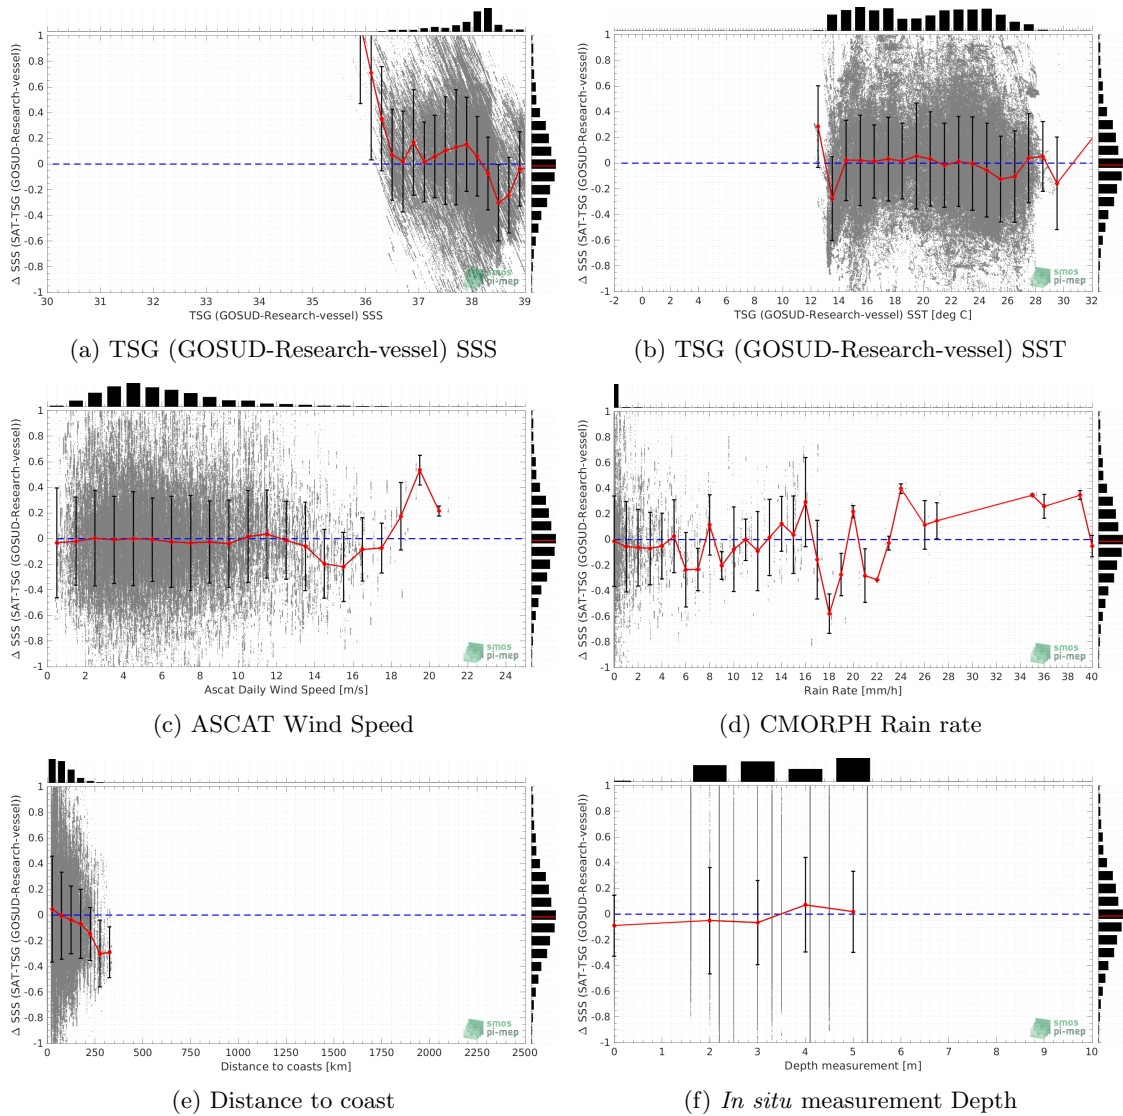 Δ SSS (SAT-TSG (GOSUD-Research-vessel))
1
0.8
0.6
0.4
0.2
0
-0.2
-0.4
-0.6
-0.8
-1
30 31 32 33 34 35 36 37 38 39
TSG (GOSUD-Research-vessel) SSS
smos
pi-mep
(a) TSG (GOSUD-Research-vessel) SSS
Δ SSS (SAT-TSG (GOSUD-Research-vessel))
1
0.8
0.6
0.4
0.2
0
-0.2
-0.4
-0.6
-0.8
-1
-2 0 2 4 6 8 10 12 14 16 18 20 22 24 26 28 30 32
TSG (GOSUD-Research-vessel) SST [deg C]
smos
pi-mep
(b) TSG (GOSUD-Research-vessel) SST
Δ SSS (SAT-TSG (GOSUD-Research-vessel))
1
0.8
0.6
0.4
0.2
0
-0.2
-0.4
-0.6
-0.8
-1
0 2 4 6 8 10 12 14 16 18 20 22 24
Ascat Daily Wind Speed [m/s]
smos
pi-mep
(c) ASCAT Wind Speed
Δ SSS (SAT-TSG (GOSUD-Research-vessel))
1
0.8
0.6
0.4
0.2
0
-0.2
-0.4
-0.6
-0.8
-1
0 2 4 6 8 10 12 14 16 18 20 22 24 26 28 30 32 34 36 38 40
Rain Rate [mm/h]
smos
pi-mep
(d) CMORPH Rain rate
Δ SSS (SAT-TSG (GOSUD-Research-vessel))
1
0.8
0.6
0.4
0.2
0
-0.2
-0.4
-0.6
-0.8
-1
0 250 500 750 1000 1250 1500 1750 2000 2250 2500
Distance to coasts [km]
smos
pi-mep
(e) Distance to coast
Δ SSS (SAT-TSG (GOSUD-Research-vessel))
1
0.8
0.6
0.4
0.2
0
-0.2
-0.4
-0.6
-0.8
-1
0 1 2 3 4 5 6 7 8 9 10
Depth measurement [m]
smos
pi-mep
(f) In situ measurement Depth